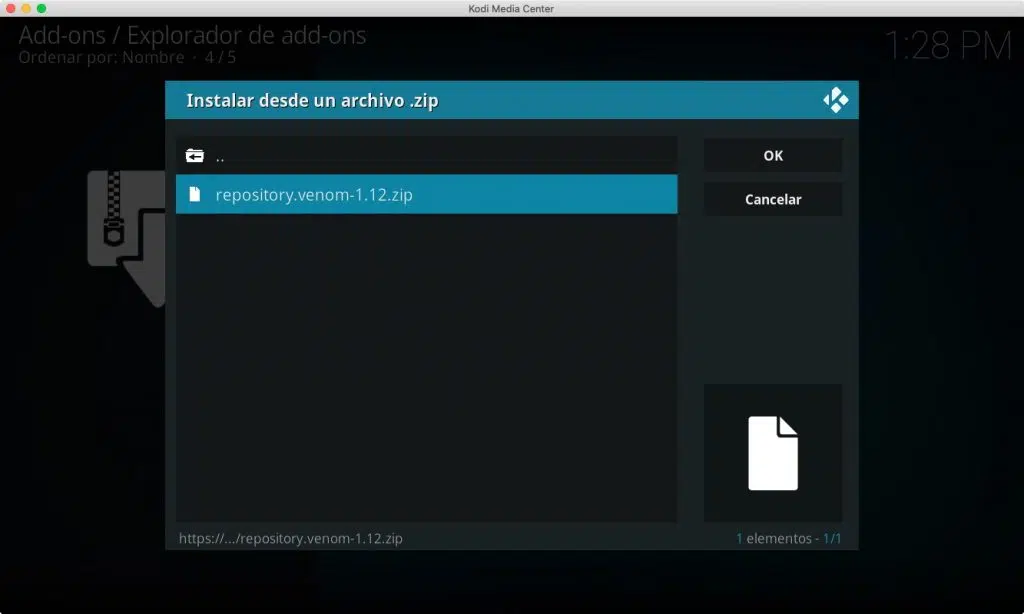 Kodi Media Center
Add-ons / Explorador de add-ons
Ordenar por: Nombre · 4 / 5
1:28 PM
Instalar desde un archivo .zip
..
repository.venom-1.12.zip
OK
Cancelar
https://.../repository.venom-1.12.zip
1 elementos - 1/1